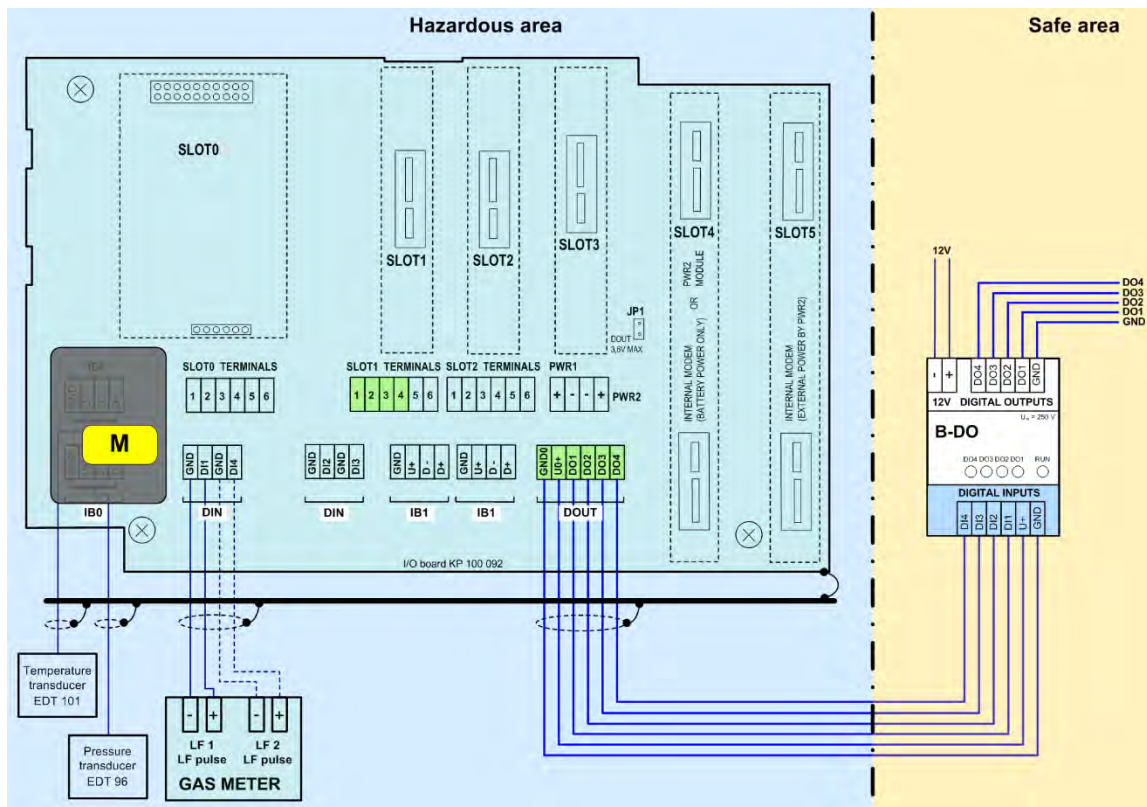 Hazardous area
Safe area
SLOT0
SLOT1
SLOT2
SLOT3
SLOT4
SLOT5
INTERNAL MODEM (BATTERY POWER ONLY) OR PWR2 MODULE
INTERNAL MODEM (EXTERNAL POWER BY PWR2)
JP1
DOUT
3,6V MAX
SLOT0 TERMINALS
SLOT1 TERMINALS
SLOT2 TERMINALS
PWR1
1 2 3 4 5 6
1 2 3 4 5 6
1 2 3 4 5 6
+ - - +
PWR2
M
GND DI1 GND DI4
GND DI2 GND DI3
GND U+ D- D+
GND U+ D- D+
GND0 U0+ DO1 DO2 DO3 DO4
IB0
DIN
DIN
IB1
IB1
DOUT
I/O board KP 100 092
Temperature
transducer
EDT 101
Pressure
transducer
EDT 96
- +
- +
LF 1
LF pulse
LF 2
LF pulse
GAS METER
12V
DO4
DO3
DO2
DO1
GND
- + DO4 DO3 DO2 DO1 GND
12V DIGITAL OUTPUTS
B-DO
= 250 V
DO4 DO3 DO2 DO1 RUN
DIGITAL INPUTS
DI4 DI3 DI2 DI1 U+ GND